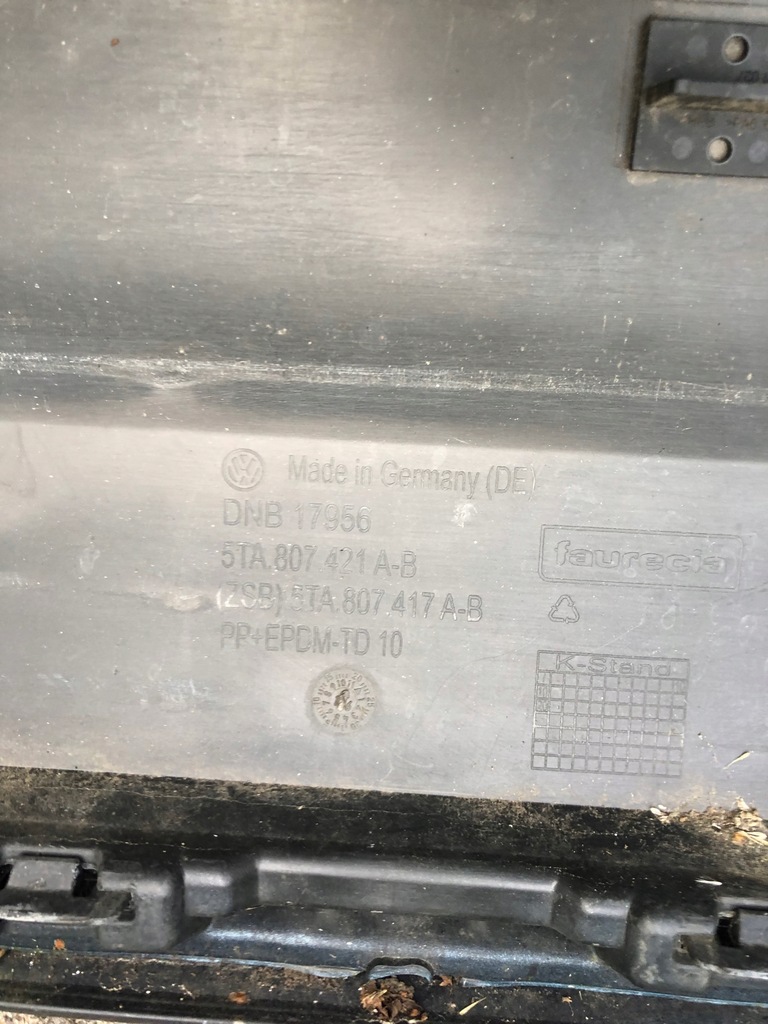 Made in Germany (DE)
DNB 17956
5TA.807 421 A-B
(ZSB) 5TA.807.417 A-B
PP+EPDM-TD 10
faurecia
K-Stand